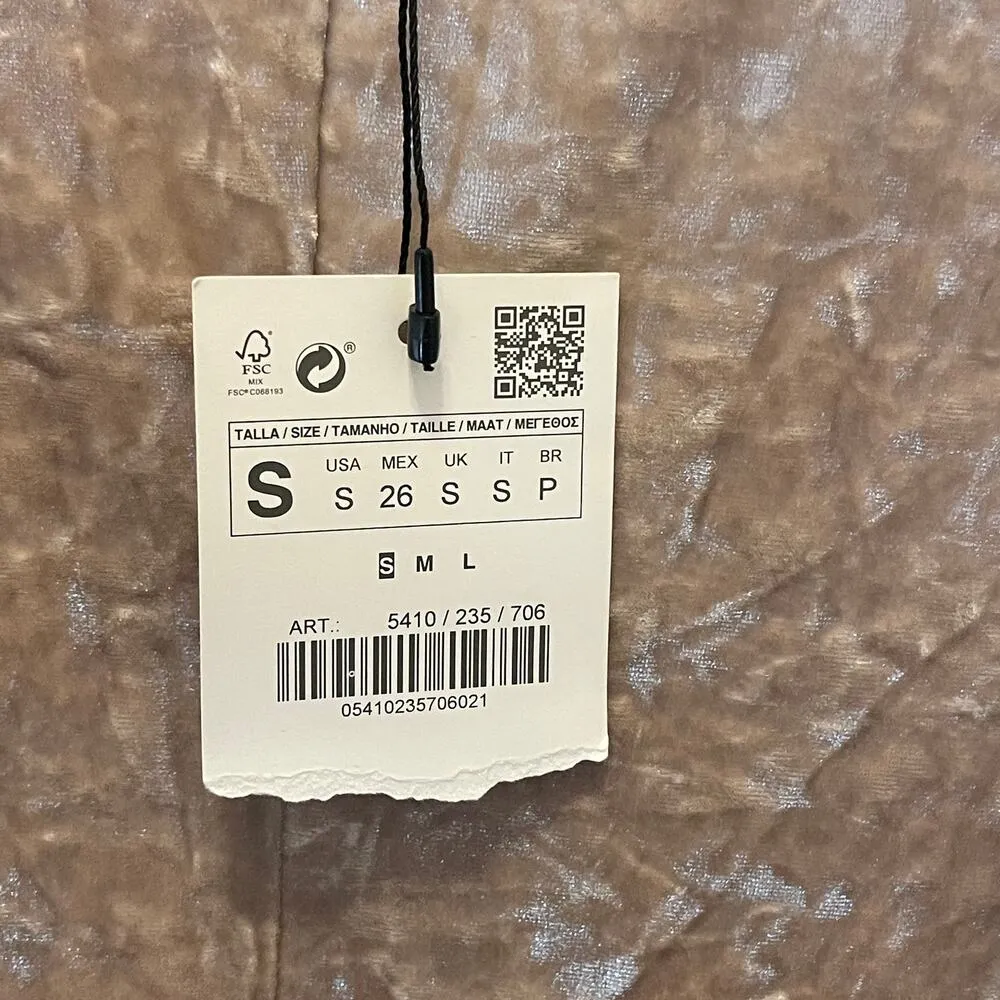 FSC
MIX
FSC® C068193
®
TALLA / SIZE / TAMANHO / TAILLE / MAAT / ΜΕΓΕΘΟΣ
S
USA MEX UK IT BR
S 26 S S P
S M L
ART.: 5410 / 235 / 706
05410235706021